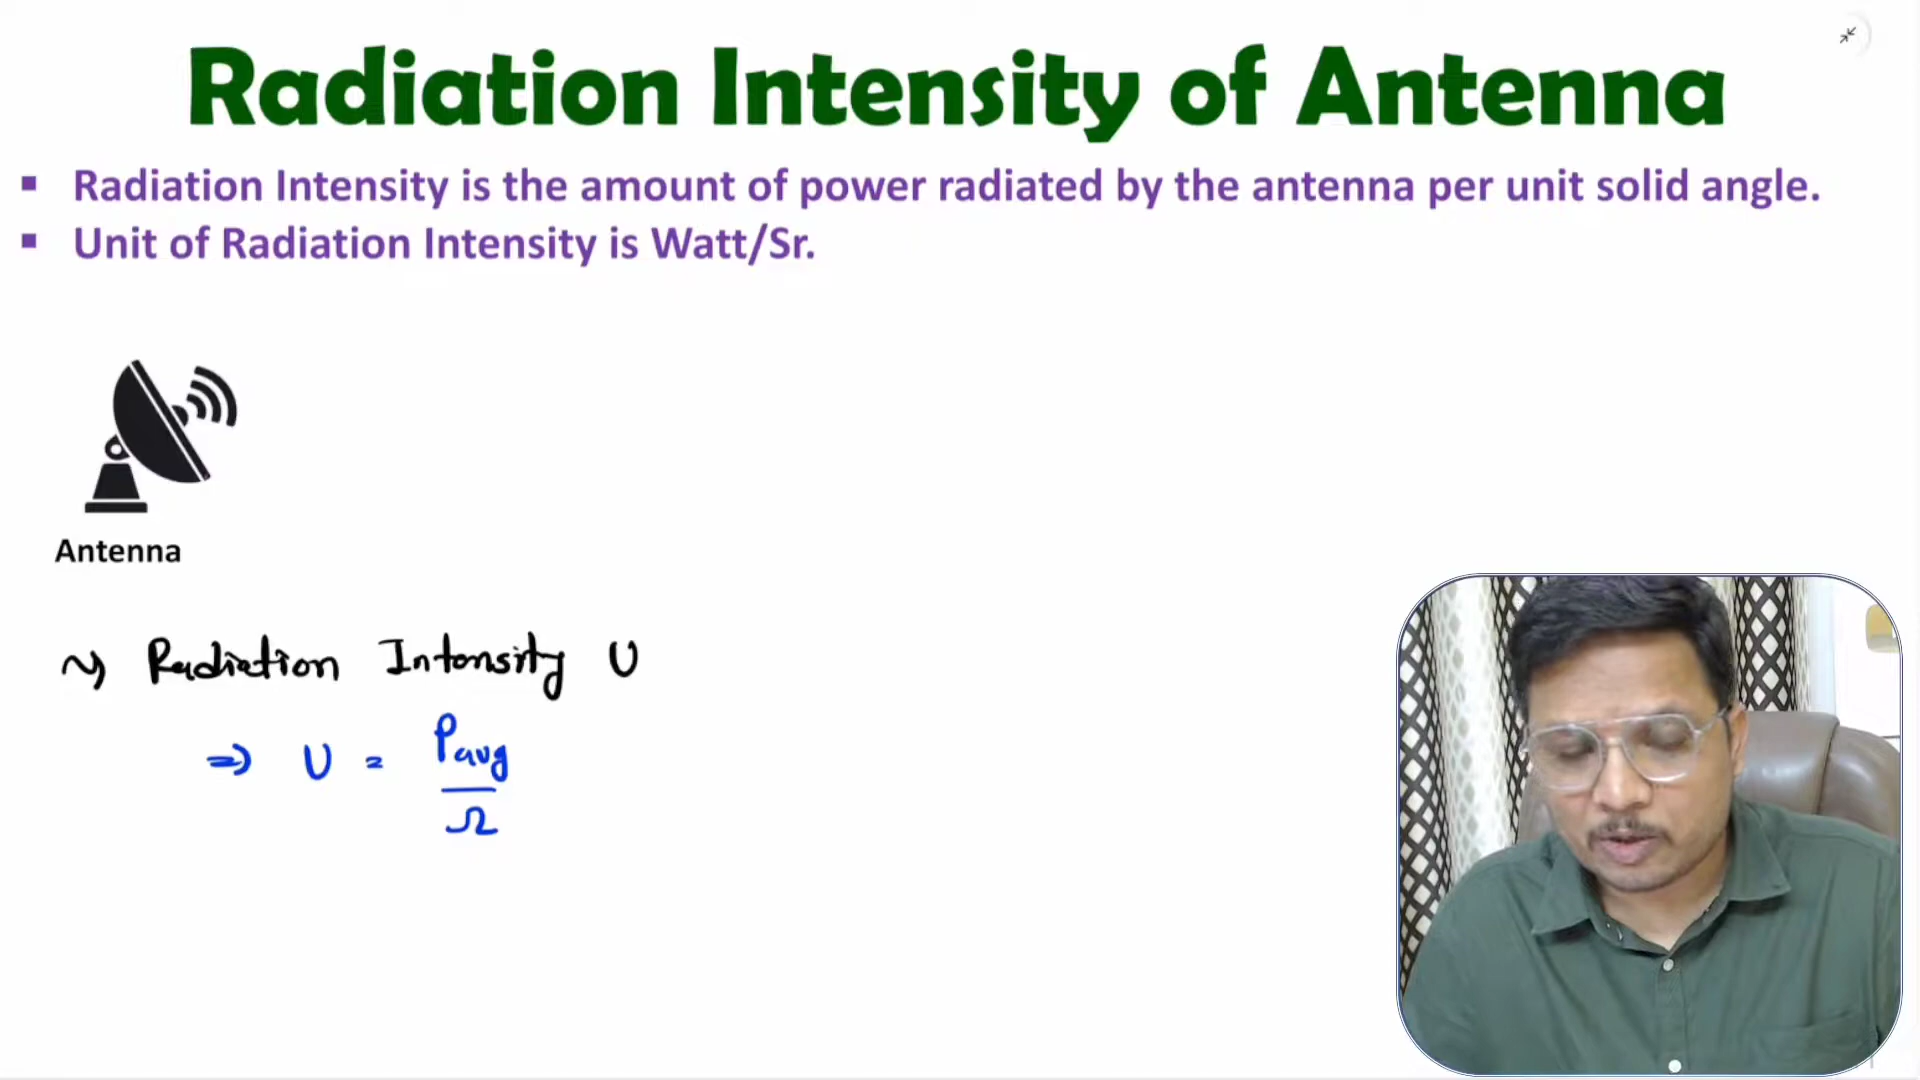 Radiation Intensity of Antenna
▪ Radiation Intensity is the amount of power radiated by the antenna per unit solid angle.
▪ Unit of Radiation Intensity is Watt/Sr.
Antenna
Radiation Intensity U
⇒ U = Pavg / Ω